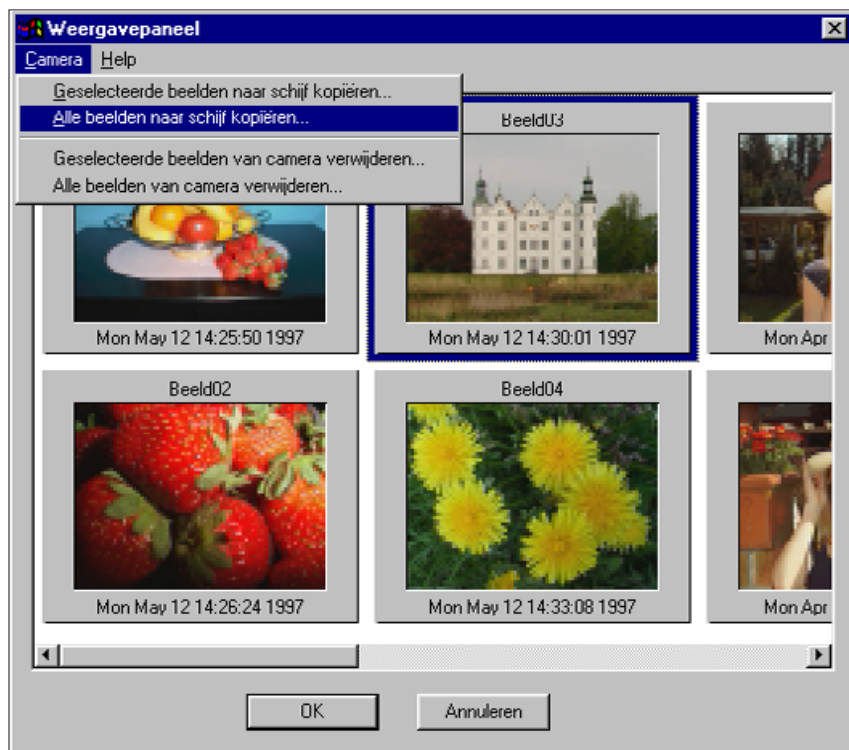 Weergavepaneel
Camera Help
Geselecteerde beelden naar schijf kopiëren...
Alle beelden naar schijf kopiëren...
Geselecteerde beelden van camera verwijderen...
Alle beelden van camera verwijderen...
Beeld03
Mon May 12 14:25:50 1997
Mon May 12 14:30:01 1997
Mon Apr
Beeld02
Beeld04
Mon May 12 14:26:24 1997
Mon May 12 14:33:08 1997
Mon Apr
OK
Annuleren